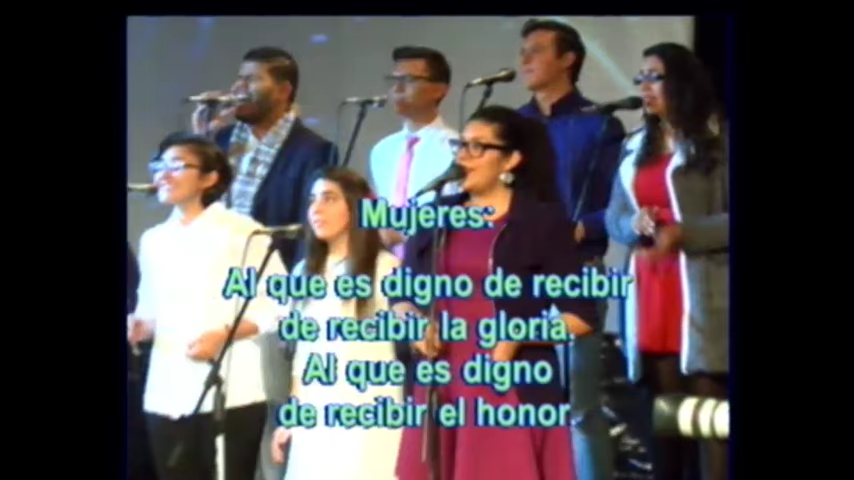 Mujeres:
Al que es digno de recibir
de recibir la gloria.
Al que es digno
de recibir el honor.